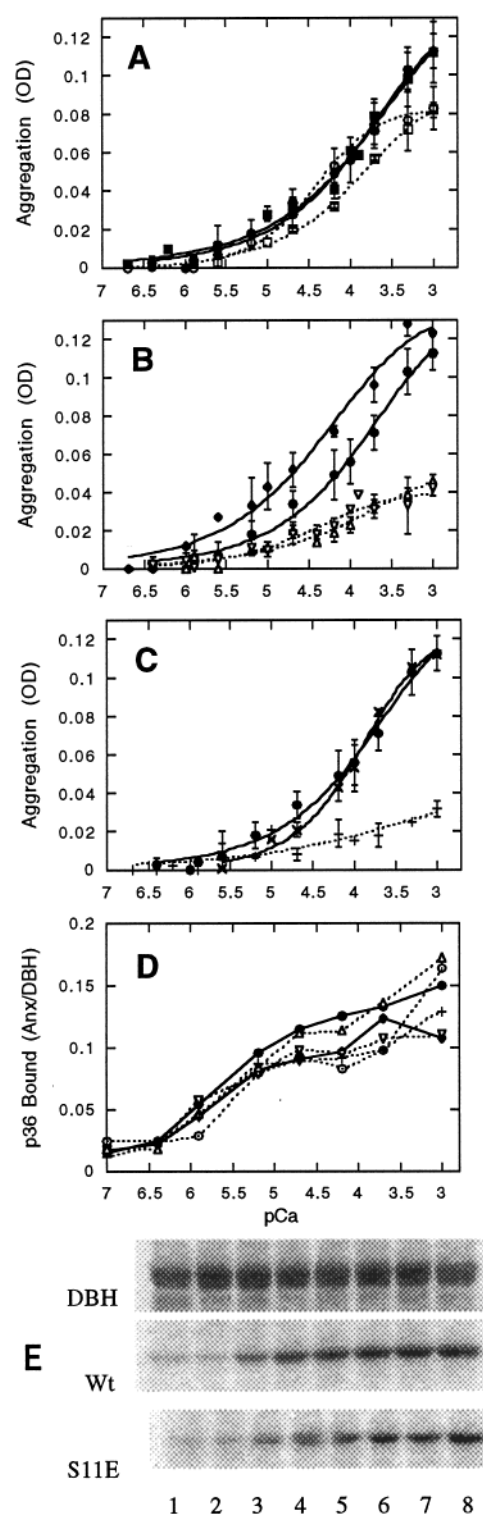 A
Aggregation (OD)
0.12
0.1
0.08
0.06
0.04
0.02
0
7 6.5 6 5.5 5 4.5 4 3.5 3
B
Aggregation (OD)
0.12
0.1
0.08
0.06
0.04
0.02
0
7 6.5 6 5.5 5 4.5 4 3.5 3
C
Aggregation (OD)
0.12
0.1
0.08
0.06
0.04
0.02
0
7 6.5 6 5.5 5 4.5 4 3.5 3
D
p36 Bound (Anx/DBH)
0.2
0.15
0.1
0.05
0
7 6.5 6 5.5 5 4.5 4 3.5 3
pCa
E
DBH
Wt
S11E
1 2 3 4 5 6 7 8